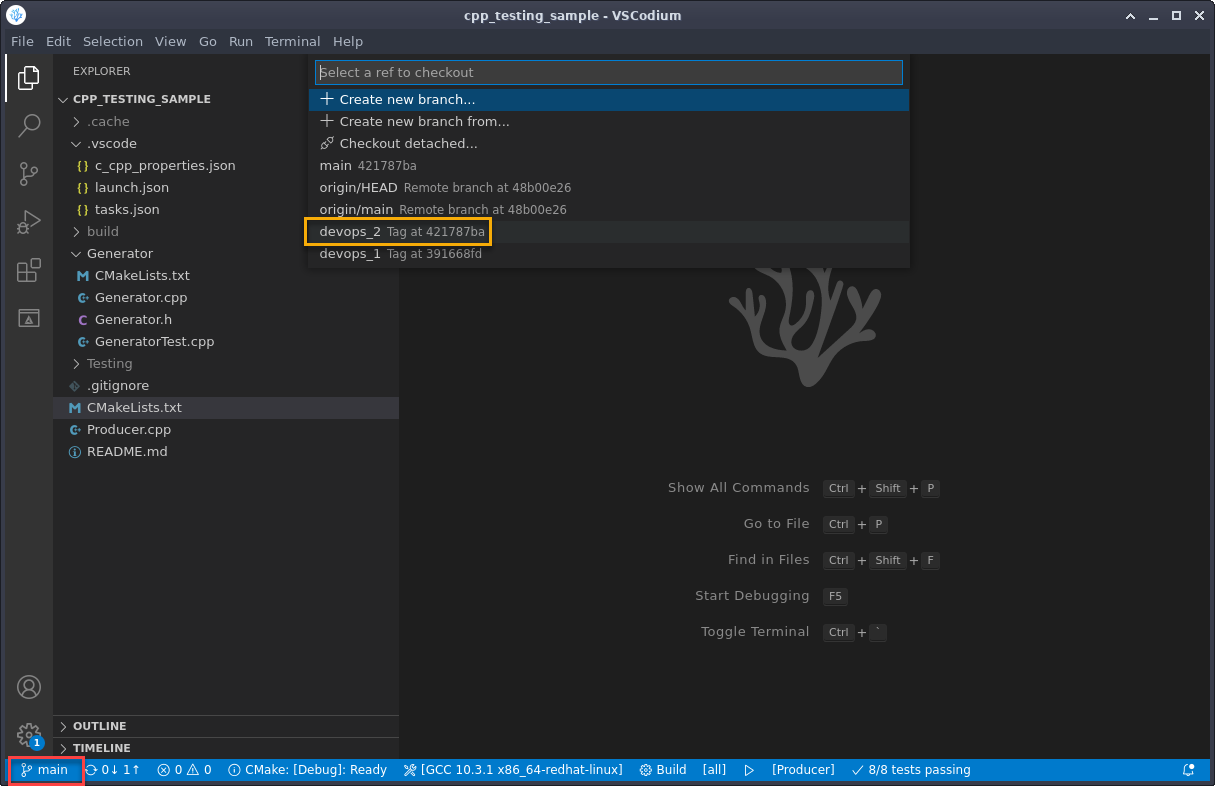 cpp_testing_sample - VSCodium
File Edit Selection View Go Run Terminal Help
EXPLORER
CPP_TESTING_SAMPLE
.cache
.vscode
{} c_cpp_properties.json
{} launch.json
{} tasks.json
build
Generator
M CMakeLists.txt
C+ Generator.cpp
C Generator.h
C+ GeneratorTest.cpp
Testing
.gitignore
M CMakeLists.txt
C+ Producer.cpp
README.md
OUTLINE
TIMELINE
Select a ref to checkout
+ Create new branch...
+ Create new branch from...
Checkout detached...
main 421787ba
origin/HEAD Remote branch at 48b00e26
origin/main Remote branch at 48b00e26
devops_2 Tag at 421787ba
devops_1 Tag at 391668fd
Show All Commands Ctrl + Shift + P
Go to File Ctrl + P
Find in Files Ctrl + Shift + F
Start Debugging F5
Toggle Terminal Ctrl + `
1
main 0↓ 1↑ 0 0 CMake: [Debug]: Ready [GCC 10.3.1 x86_64-redhat-linux] Build [all] [Producer] 8/8 tests passing